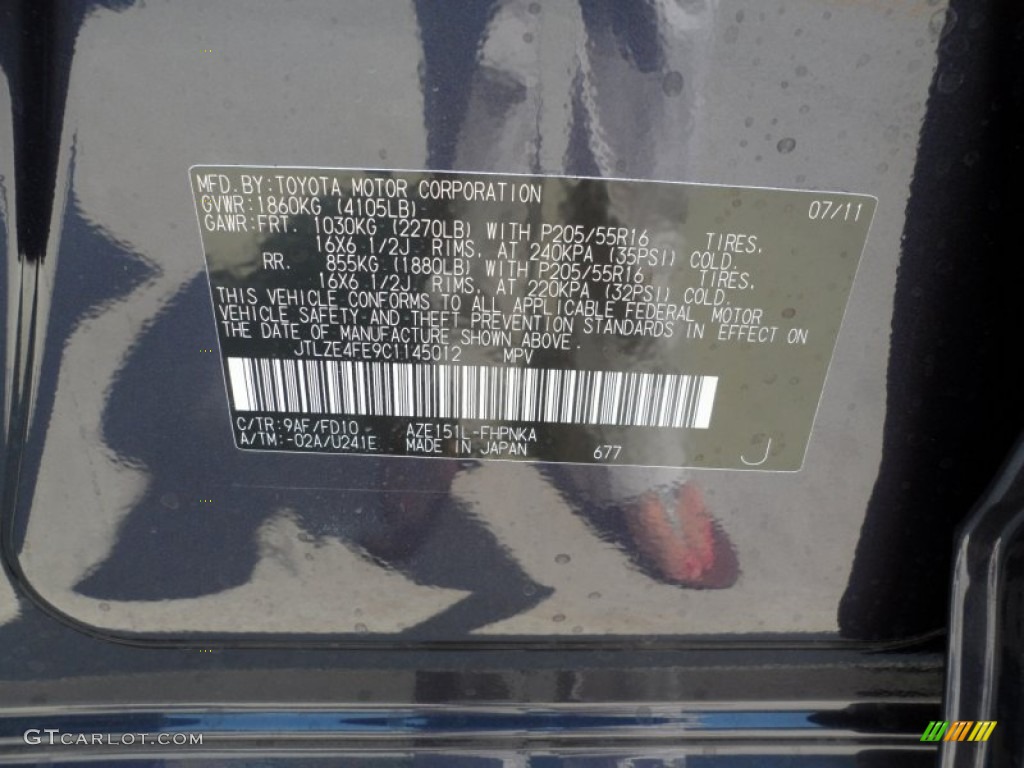 MFD.BY:TOYOTA MOTOR CORPORATION 07/11
GVWR:1860KG (4105LB)
GAWR:FRT. 1030KG (2270LB) WITH P205/55R16 TIRES,
16X6 1/2J RIMS, AT 240KPA (35PSI) COLD.
RR. 855KG (1880LB) WITH P205/55R16 TIRES,
16X6 1/2J RIMS, AT 220KPA (32PSI) COLD.
THIS VEHICLE CONFORMS TO ALL APPLICABLE FEDERAL MOTOR
VEHICLE SAFETY AND THEFT PREVENTION STANDARDS IN EFFECT ON
THE DATE OF MANUFACTURE SHOWN ABOVE.
JTLZE4FE9C1145012 MPV
C/TR:9AF/FD10 AZE151L-FHPNKA
A/TM:-02A/U241E MADE IN JAPAN 677 J
GTCARLOT.COM